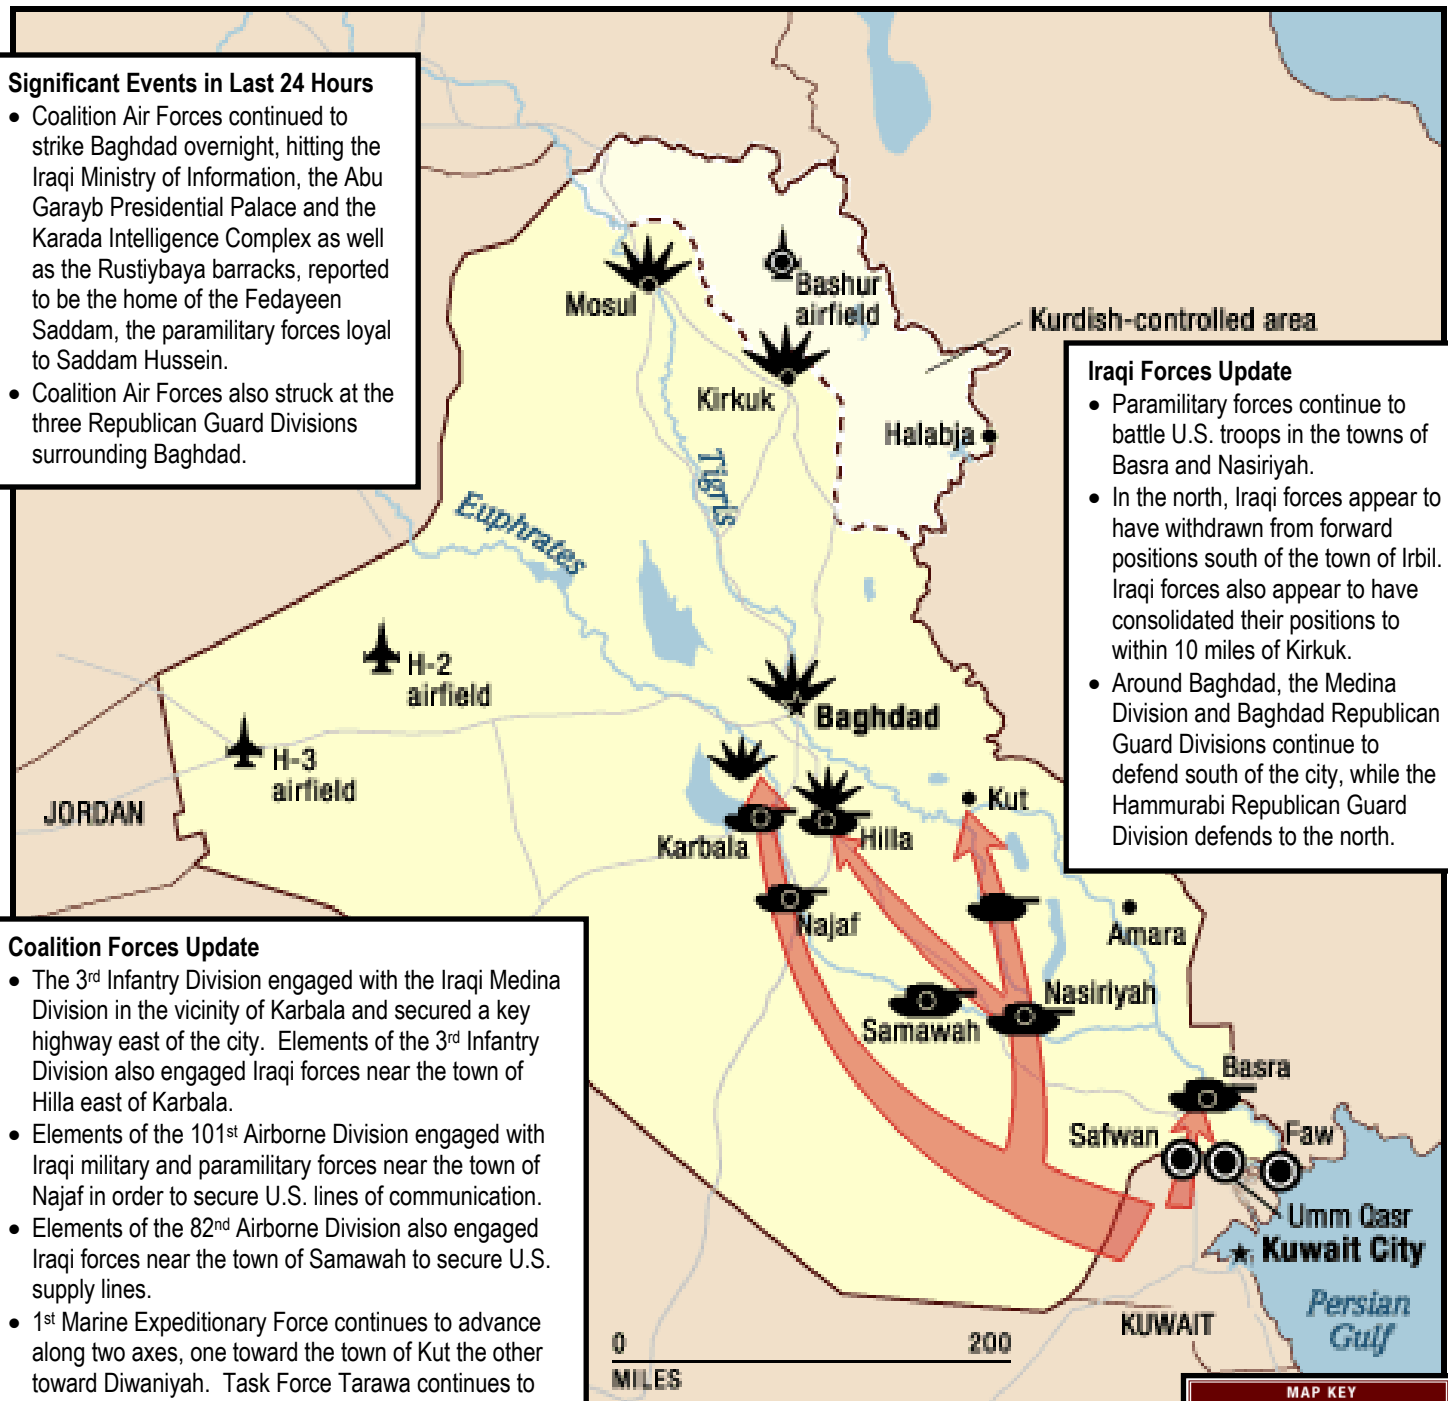 Significant Events in Last 24 Hours
• Coalition Air Forces continued to
strike Baghdad overnight, hitting the
Iraqi Ministry of Information, the Abu
Garayb Presidential Palace and the
Karada Intelligence Complex as well
as the Rustiybaya barracks, reported
to be the home of the Fedayeen
Saddam, the paramilitary forces loyal
to Saddam Hussein.
• Coalition Air Forces also struck at the
three Republican Guard Divisions
surrounding Baghdad.
Mosul
Bashur
airfield
Kurdish-controlled area
Kirkuk
Halabja
Tigris
Euphrates
Iraqi Forces Update
• Paramilitary forces continue to
battle U.S. troops in the towns of
Basra and Nasiriyah.
• In the north, Iraqi forces appear to
have withdrawn from forward
positions south of the town of Irbil.
Iraqi forces also appear to have
consolidated their positions to
within 10 miles of Kirkuk.
• Around Baghdad, the Medina
Division and Baghdad Republican
Guard Divisions continue to
defend south of the city, while the
Hammurabi Republican Guard
Division defends to the north.
H-2
airfield
Baghdad
H-3
airfield
JORDAN
Kut
Karbala
Hilla
Najaf
Amara
Nasiriyah
Samawah
Basra
Safwan
Faw
Umm Qasr
Kuwait City
Persian
Gulf
KUWAIT
Coalition Forces Update
• The 3rd Infantry Division engaged with the Iraqi Medina
Division in the vicinity of Karbala and secured a key
highway east of the city. Elements of the 3rd Infantry
Division also engaged Iraqi forces near the town of
Hilla east of Karbala.
• Elements of the 101st Airborne Division engaged with
Iraqi military and paramilitary forces near the town of
Najaf in order to secure U.S. lines of communication.
• Elements of the 82nd Airborne Division also engaged
Iraqi forces near the town of Samawah to secure U.S.
supply lines.
• 1st Marine Expeditionary Force continues to advance
along two axes, one toward the town of Kut the other
toward Diwaniyah. Task Force Tarawa continues to
0 200
MILES
MAP KEY